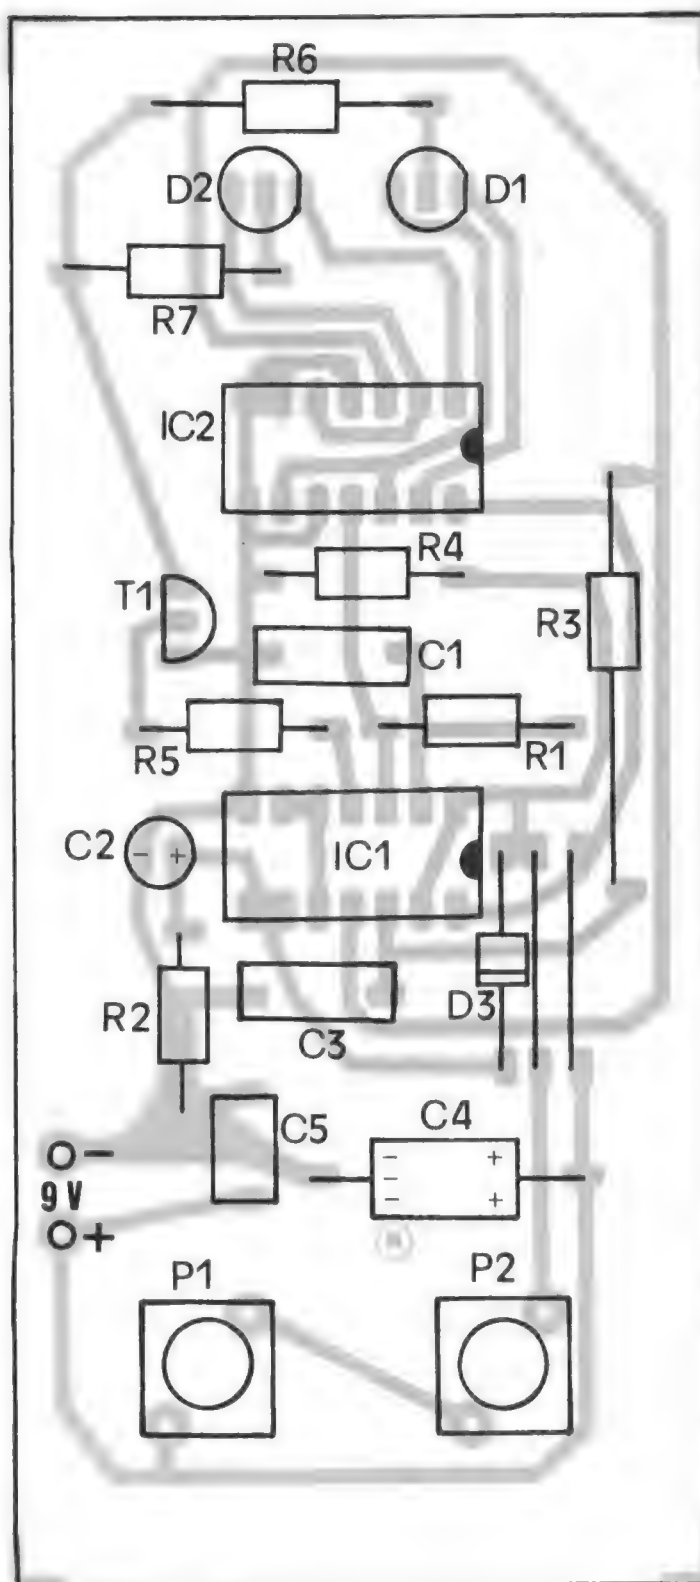 R6
D2
D1
R7
IC2
R4
T1
R3
C1
R5
R1
C2
- +
IC1
R2
C3
D3
C5
C4
- +
-
- +
-
9 V
+
P1
P2